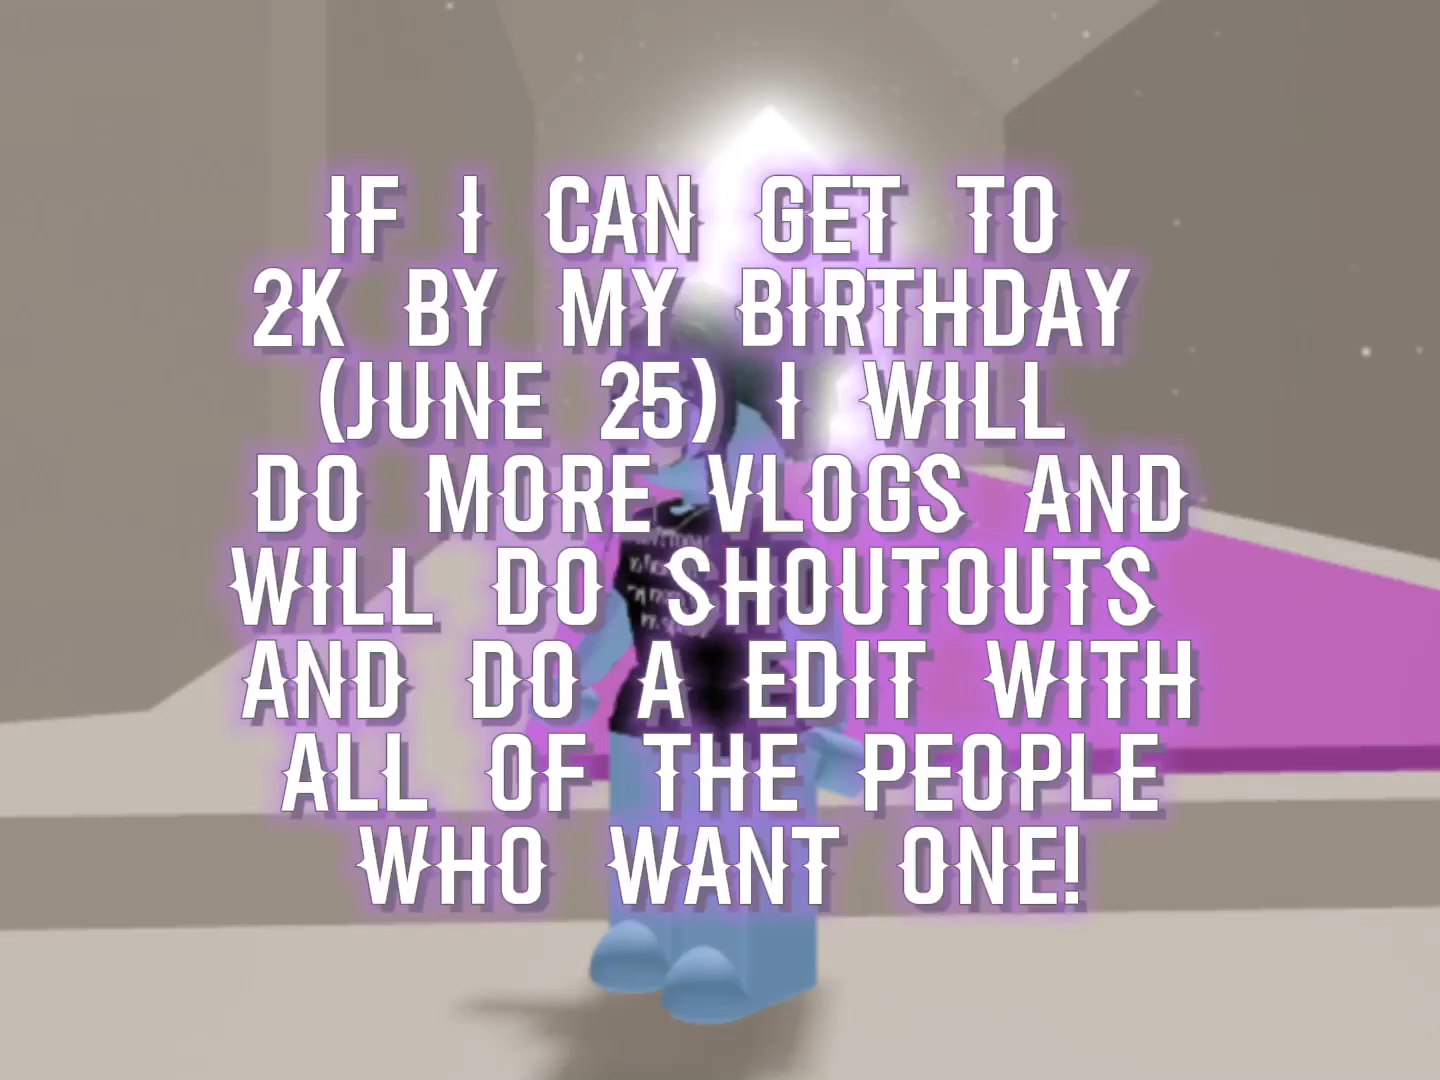 IF I CAN GET TO
2K BY MY BIRTHDAY
(JUNE 25) I WILL
DO MORE VLOGS AND
WILL DO SHOUTOUTS
AND DO A EDIT WITH
ALL OF THE PEOPLE
WHO WANT ONE!